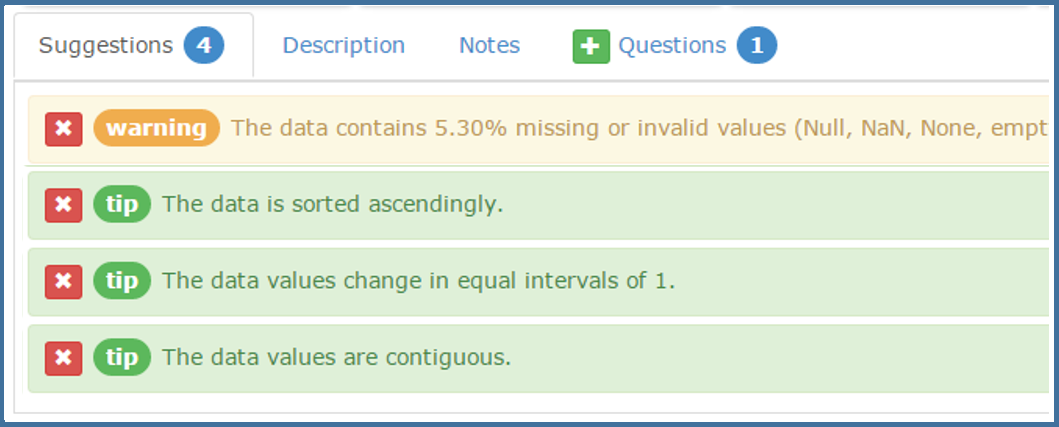 Suggestions 4 Description Notes Questions 1
warning The data contains 5.30% missing or invalid values (Null, NaN, None, empt
tip The data is sorted ascendingly.
tip The data values change in equal intervals of 1.
tip The data values are contiguous.